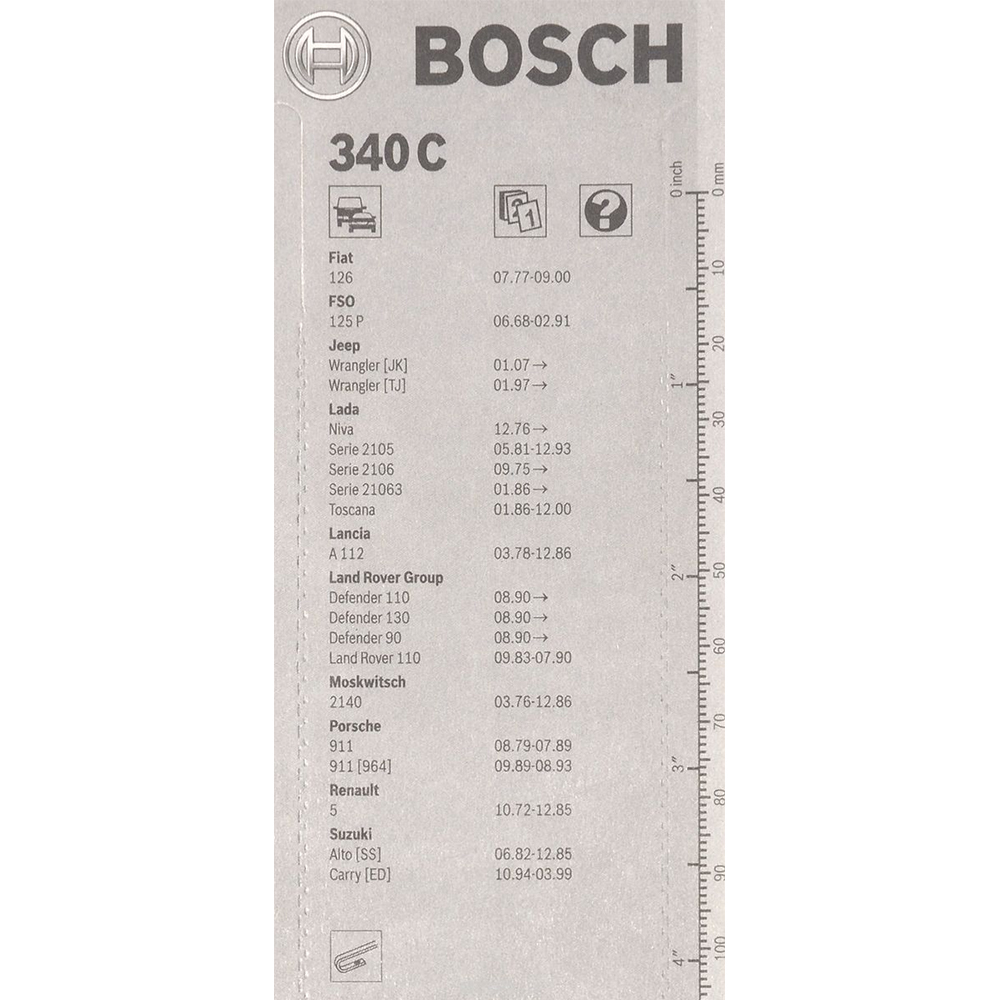 BOSCH
340 C
1
?
Fiat
126 07.77-09.00
FSO
125 P 06.68-02.91
Jeep
Wrangler [JK] 01.07→
Wrangler [TJ] 01.97→
Lada
Niva 12.76→
Serie 2105 05.81-12.93
Serie 2106 09.75→
Serie 21063 01.86→
Toscana 01.86-12.00
Lancia
A 112 03.78-12.86
Land Rover Group
Defender 110 08.90→
Defender 130 08.90→
Defender 90 08.90→
Land Rover 110 09.83-07.90
Moskwitsch
2140 03.76-12.86
Porsche
911 08.79-07.89
911 [964] 09.89-08.93
Renault
5 10.72-12.85
Suzuki
Alto [SS] 06.82-12.85
Carry [ED] 10.94-03.99
0 inch
1"
2"
3"
4"
0 mm
10
20
30
40
50
60
70
80
90
100